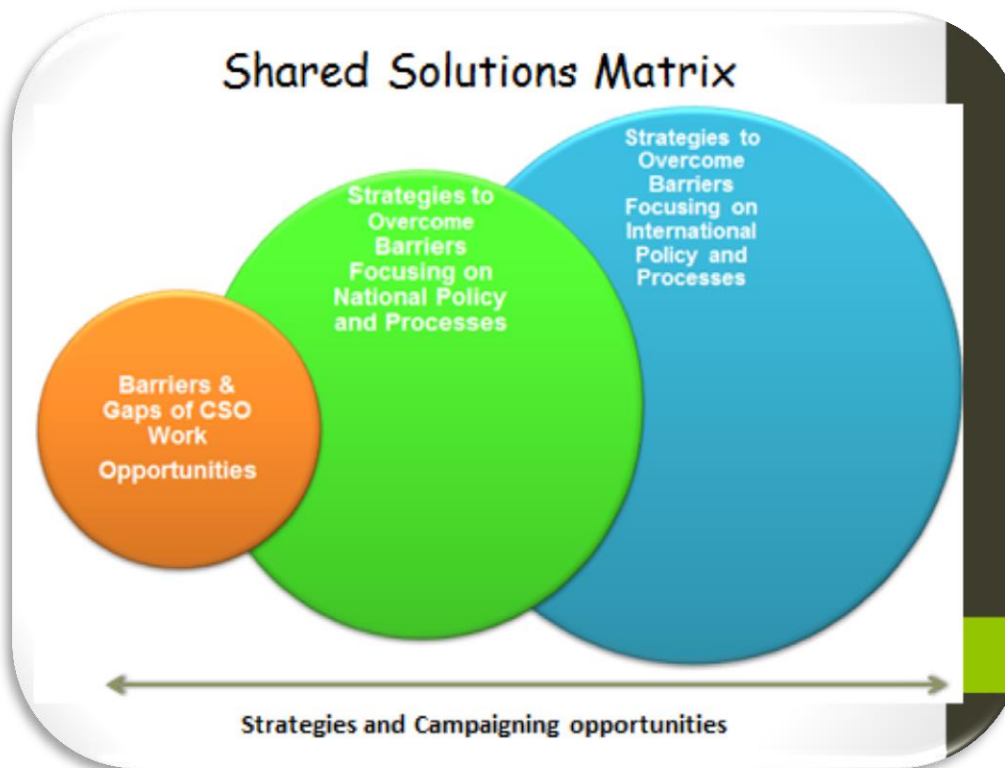 Shared Solutions Matrix
Strategies to
Overcome
Barriers
Focusing on
International
Policy and
Processes
Strategies to
Overcome
Barriers
Focusing on
National Policy
and Processes
Barriers &
Gaps of CSO
Work
Opportunities
Strategies and Campaigning opportunities